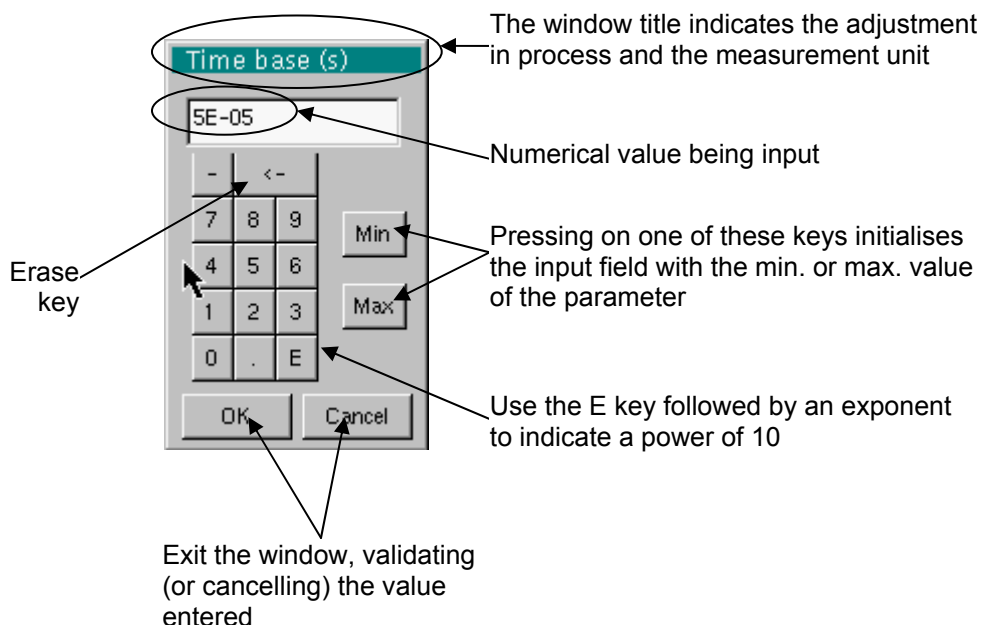 The window title indicates the adjustment
in process and the measurement unit
Time base (s)
5E-05
Numerical value being input
- <-
7 8 9
Min
Pressing on one of these keys initialises
the input field with the min. or max. value
of the parameter
Erase
key
4 5 6
1 2 3
Max
0 . E
Use the E key followed by an exponent
to indicate a power of 10
OK Cancel
Exit the window, validating
(or cancelling) the value
entered